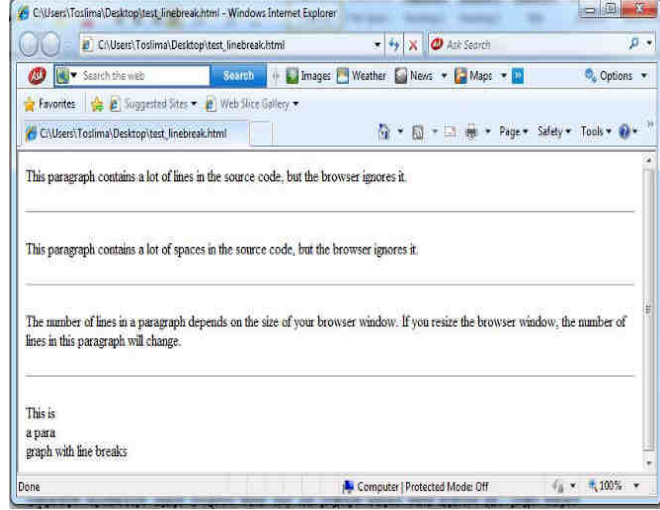 C:\Users\Toslima\Desktop\test_linebreak.html - Windows Internet Explorer
C:\Users\Toslima\Desktop\test_linebreak.html Ask Search
Search the web Search Images Weather News Maps Options
Favorites Suggested Sites Web Slice Gallery
C:\Users\Toslima\Desktop\test_linebreak.html Page Safety Tools
This paragraph contains a lot of lines in the source code, but the browser ignores it.
This paragraph contains a lot of spaces in the source code, but the browser ignores it.
The number of lines in a paragraph depends on the size of your browser window. If you resize the browser window, the number of
lines in this paragraph will change.
This is
a para
graph with line breaks
Done Computer | Protected Mode: Off 100%